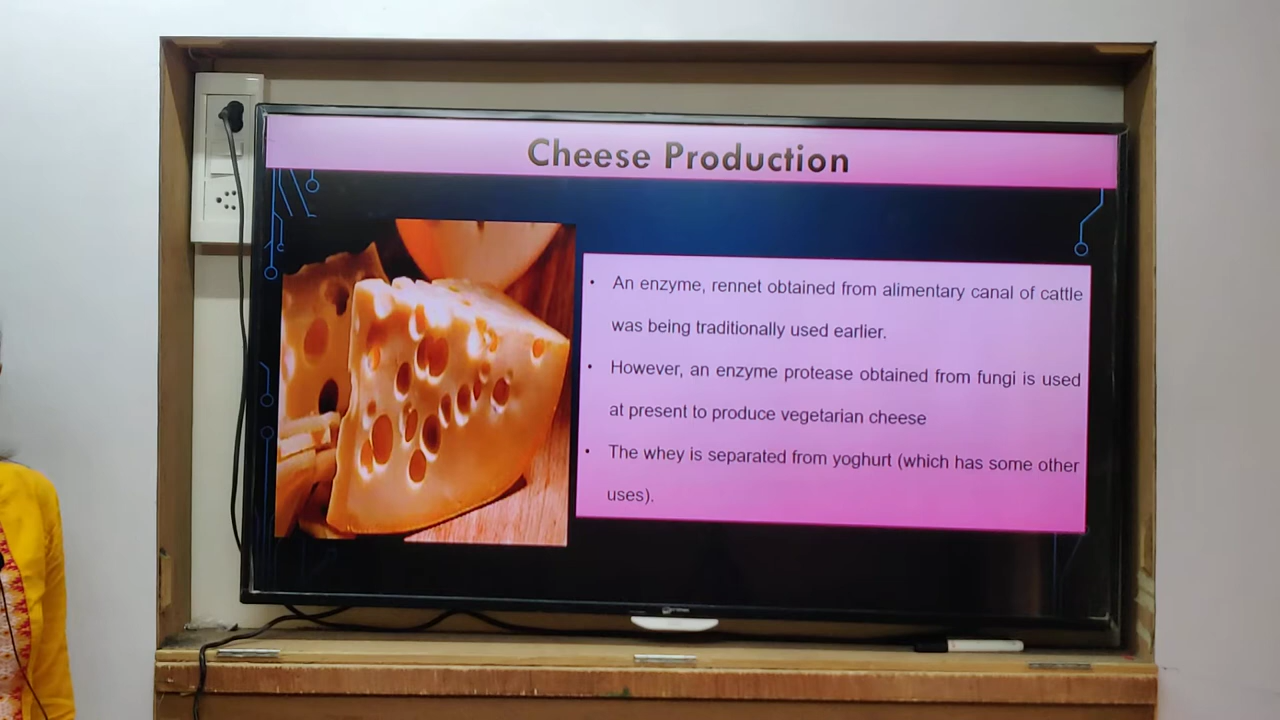 Cheese Production
• An enzyme, rennet obtained from alimentary canal of cattle
was being traditionally used earlier.
• However, an enzyme protease obtained from fungi is used
at present to produce vegetarian cheese
• The whey is separated from yoghurt (which has some other
uses).